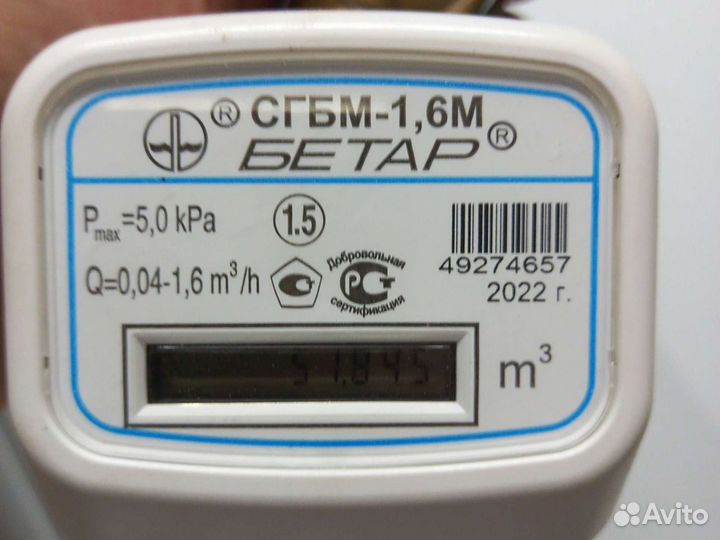 ® СГБМ-1,6М
БЕТАР®
Pmax=5,0 kPa
1.5
Q=0,04-1,6 m³/h
Добровольная
РСТ
сертификация
49274657
2022 г.
51.845
m³
Avito